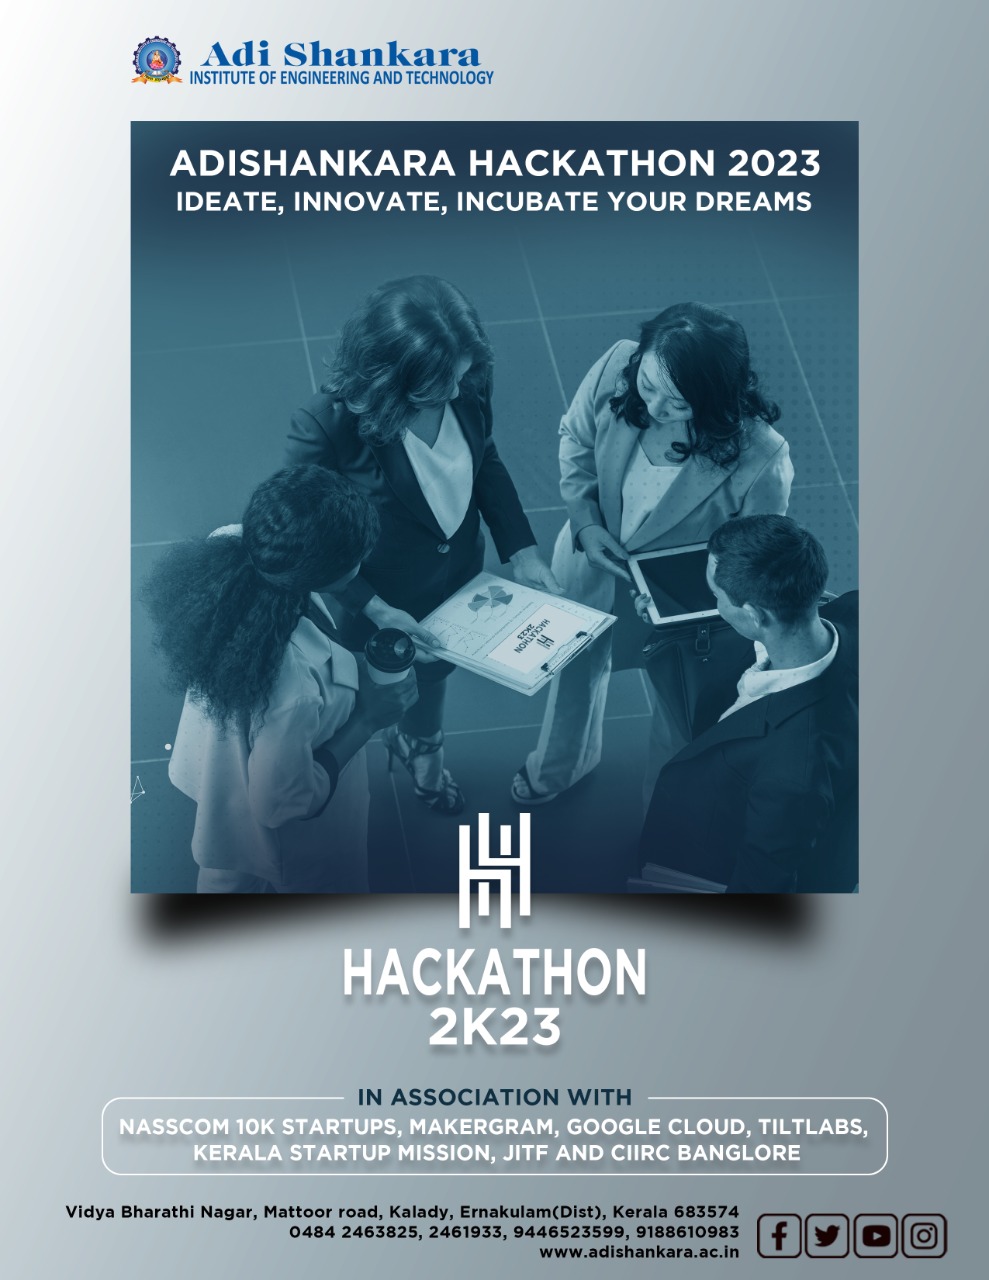 Adi Shankara
INSTITUTE OF ENGINEERING AND TECHNOLOGY
ADISHANKARA HACKATHON 2023
IDEATE, INNOVATE, INCUBATE YOUR DREAMS
HACKATHON
2K23
HACKATHON
2K23
IN ASSOCIATION WITH
NASSCOM 10K STARTUPS, MAKERGRAM, GOOGLE CLOUD, TILTLABS,
KERALA STARTUP MISSION, JITF AND CIIRC BANGLORE
Vidya Bharathi Nagar, Mattoor road, Kalady, Ernakulam(Dist), Kerala 683574
0484 2463825, 2461933, 9446523599, 9188610983
www.adishankara.ac.in